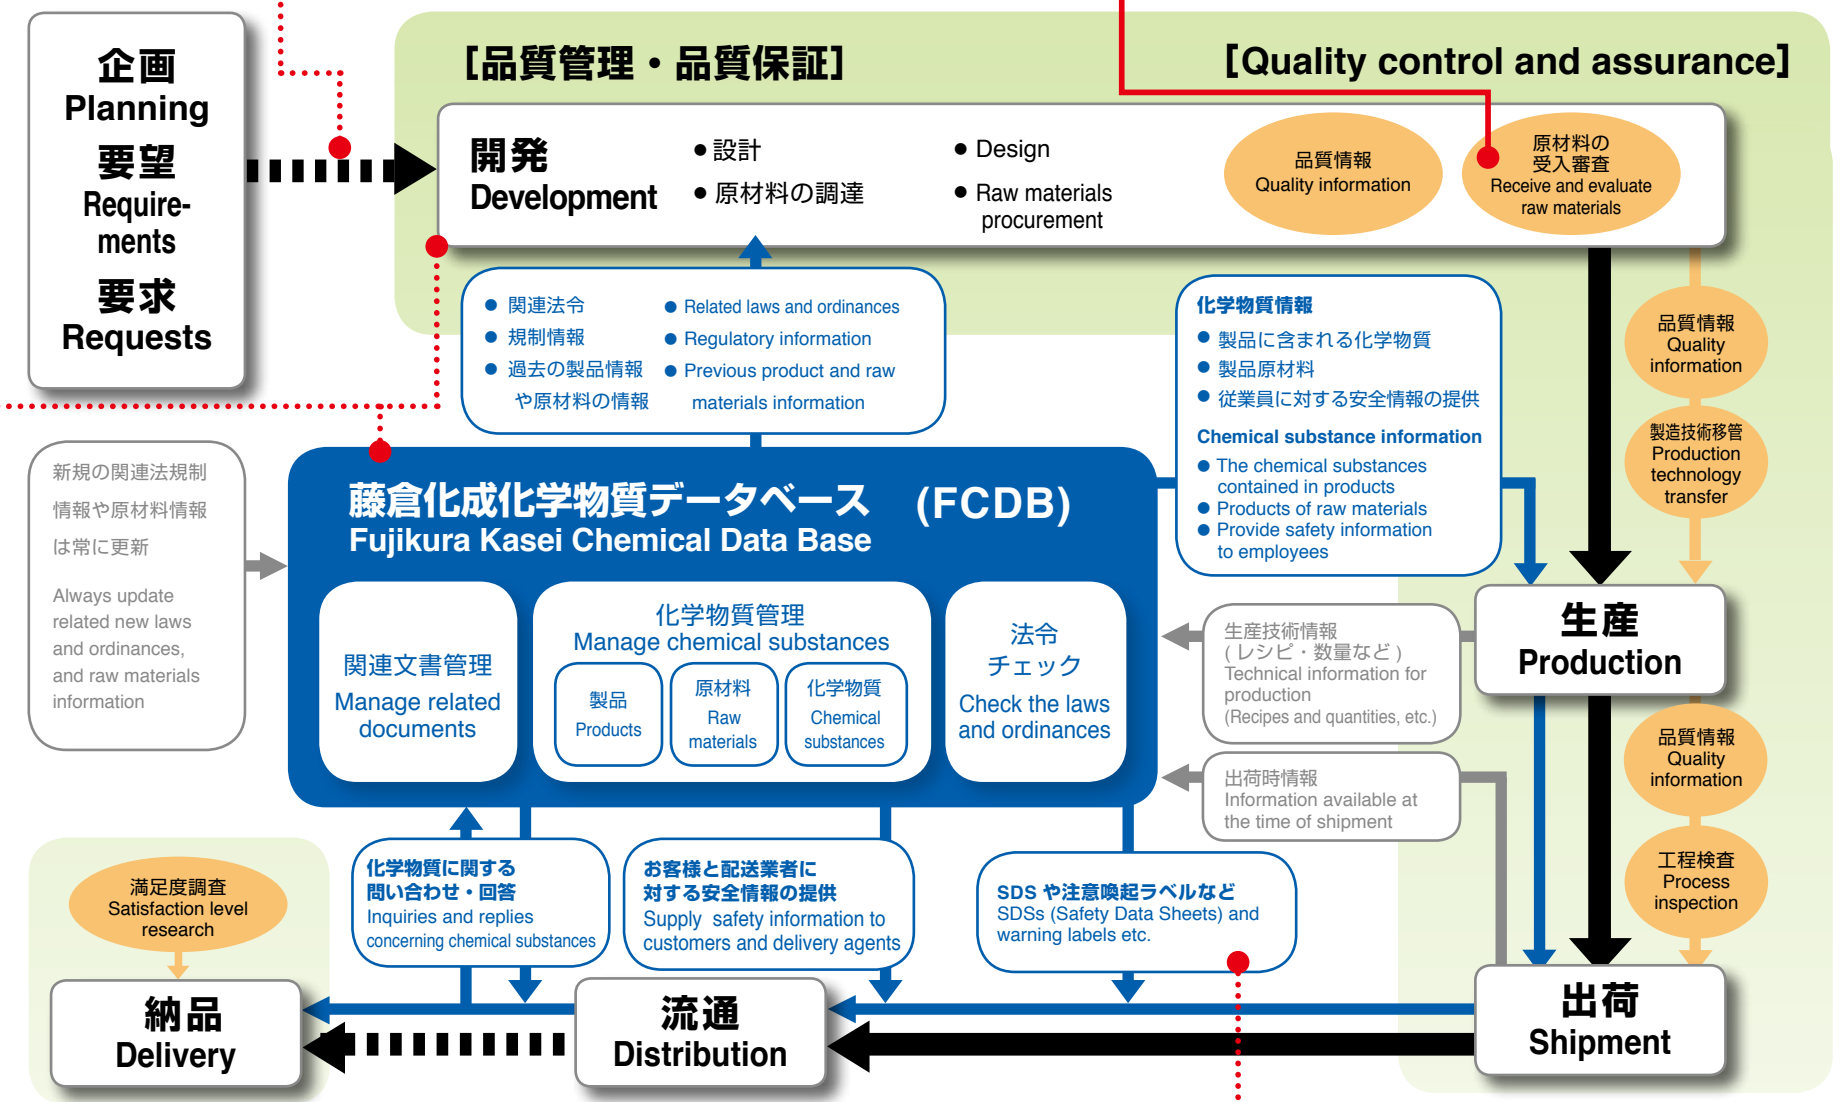 企画
Planning
要望
Require-
ments
要求
Requests
［品質管理・品質保証］
［Quality control and assurance］
開発
Development
● 設計
● 原材料の調達
● Design
● Raw materials
procurement
品質情報
Quality information
原材料の
受入審査
Receive and evaluate
raw materials
● 関連法令
● 規制情報
● 過去の製品情報
や原材料の情報
● Related laws and ordinances
● Regulatory information
● Previous product and raw
materials information
化学物質情報
● 製品に含まれる化学物質
● 製品原材料
● 従業員に対する安全情報の提供
Chemical substance information
● The chemical substances
contained in products
● Products of raw materials
● Provide safety information
to employees
品質情報
Quality
information
製造技術移管
Production
technology
transfer
新規の関連法規制
情報や原材料情報
は常に更新
Always update
related new laws
and ordinances,
and raw materials
information
藤倉化成化学物質データベース （FCDB）
Fujikura Kasei Chemical Data Base
関連文書管理
Manage related
documents
化学物質管理
Manage chemical substances
製品
Products
原材料
Raw
materials
化学物質
Chemical
substances
法令
チェック
Check the laws
and ordinances
生産技術情報
( レシピ・数量など )
Technical information for
production
(Recipes and quantities, etc.)
生産
Production
出荷時情報
Information available at
the time of shipment
品質情報
Quality
information
工程検査
Process
inspection
満足度調査
Satisfaction level
research
化学物質に関する
問い合わせ・回答
Inquiries and replies
concerning chemical substances
お客様と配送業者に
対する安全情報の提供
Supply safety information to
customers and delivery agents
SDS や注意喚起ラベルなど
SDSs (Safety Data Sheets) and
warning labels etc.
納品
Delivery
流通
Distribution
出荷
Shipment